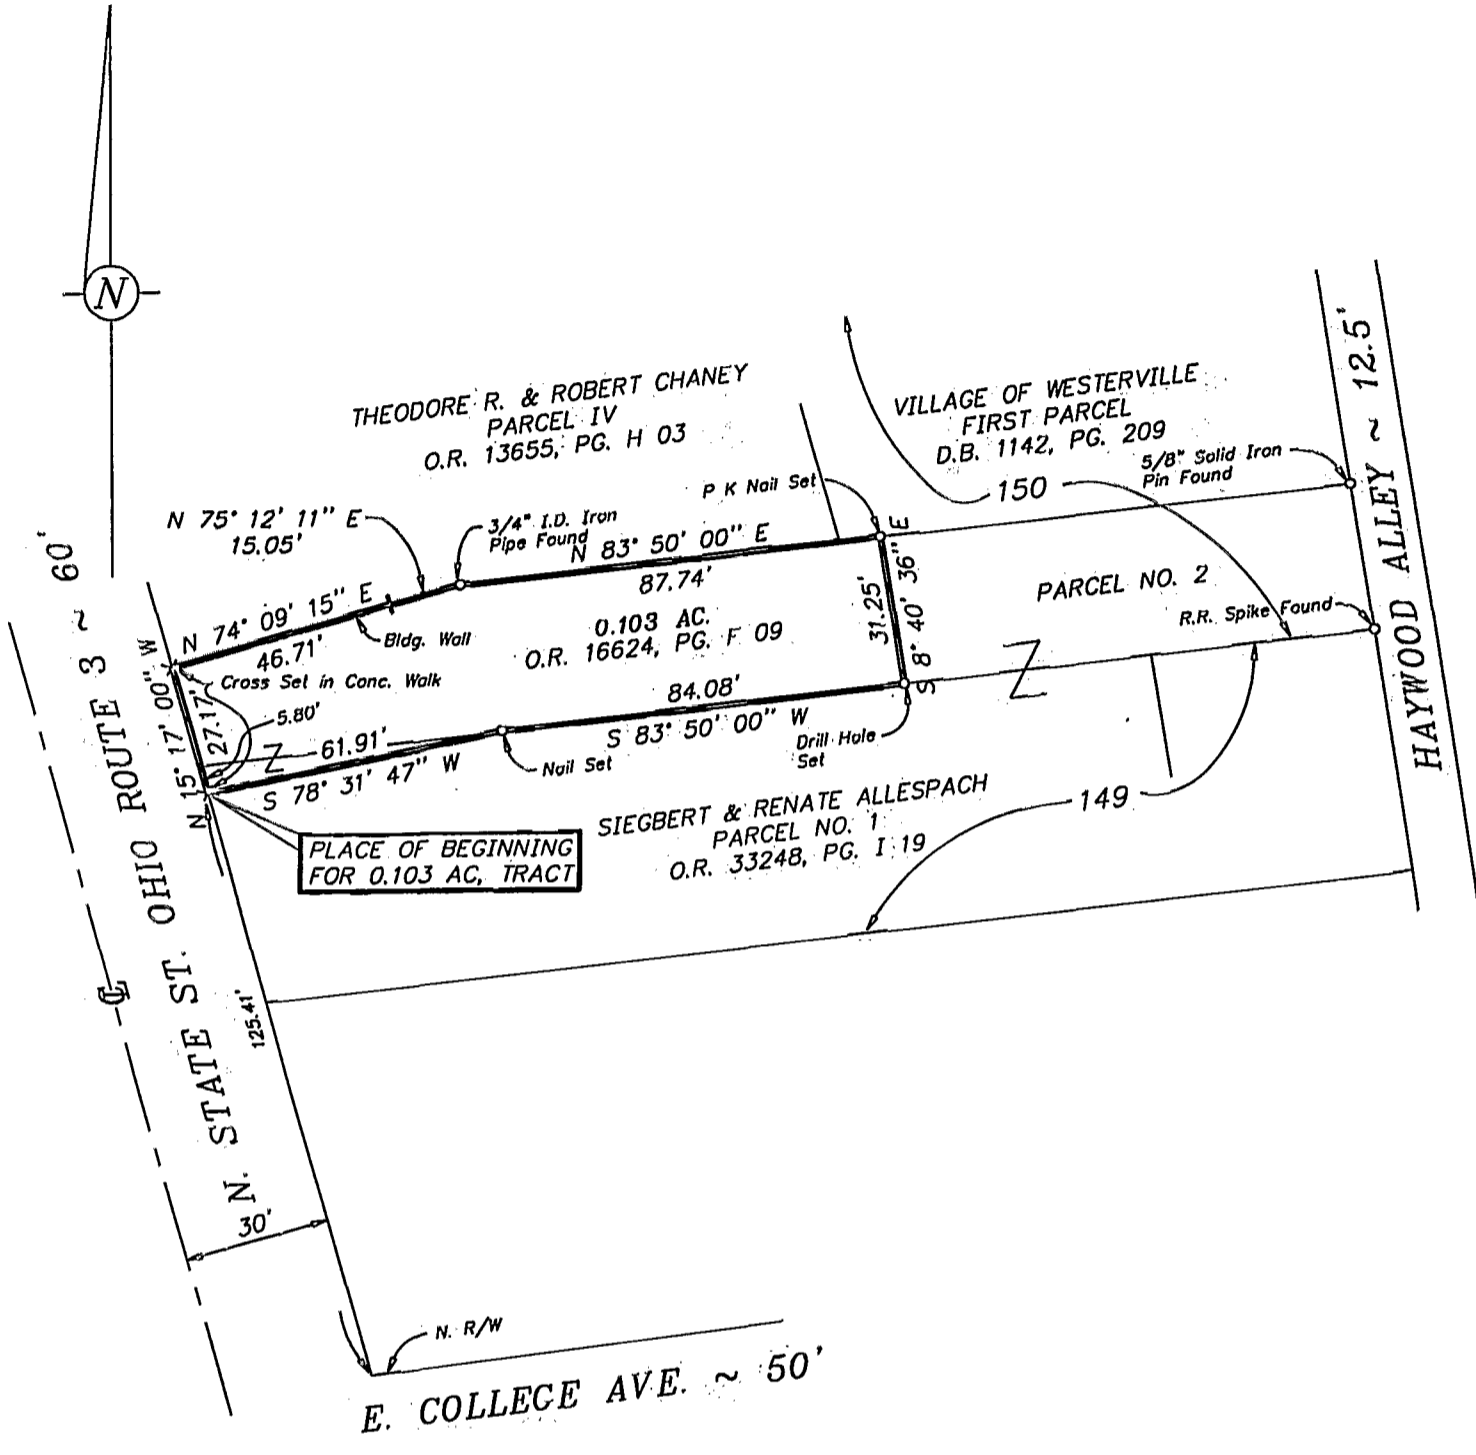 N
THEODORE R. & ROBERT CHANEY
PARCEL IV
O.R. 13655, PG. H 03
VILLAGE OF WESTERVILLE
FIRST PARCEL
D.B. 1142, PG. 209
5/8" Solid Iron
Pin Found
150
P K Nail Set
N 75° 12' 11" E
15.05'
3/4" I.D. Iron
Pipe Found
N 83° 50' 00" E
87.74'
N 74° 09' 15" E
46.71'
Bldg. Wall
0.103 AC.
O.R. 16624, PG. F 09
31.25'
S 8° 40' 36" E
PARCEL NO. 2
R.R. Spike Found
HAYWOOD ALLEY ~ 12.5'
Cross Set in Conc. Walk
5.80'
N 15° 17' 00" W
27.17'
61.91'
S 78° 31' 47" W
84.08'
S 83° 50' 00" W
Nail Set
Drill Hole
Set
PLACE OF BEGINNING
FOR 0.103 AC, TRACT
SIEGBERT & RENATE ALLESPACH
PARCEL NO. 1
O.R. 33248, PG. I 19
149
N. STATE ST. OHIO ROUTE 3 ~ 60'
℄
125.41'
30'
N. R/W
E. COLLEGE AVE. ~ 50'